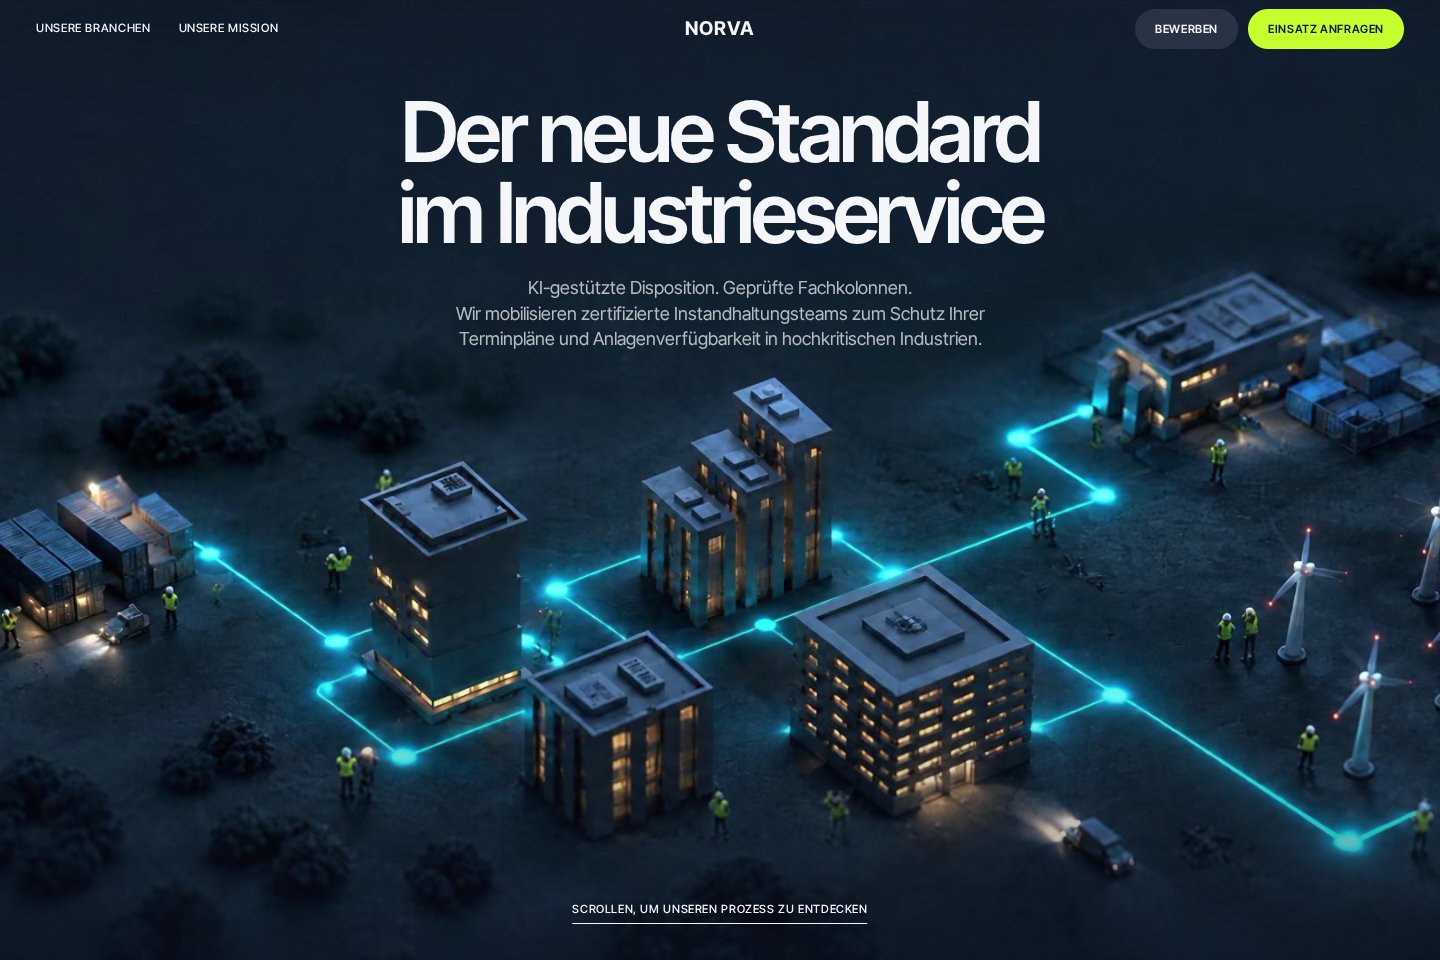 UNSERE BRANCHEN
UNSERE MISSION
NORVA
BEWERBEN
EINSATZ ANFRAGEN
Der neue Standard
im Industrieservice
KI-gestützte Disposition. Geprüfte Fachkolonnen.
Wir mobilisieren zertifizierte Instandhaltungsteams zum Schutz Ihrer
Terminpläne und Anlagenverfügbarkeit in hochkritischen Industrien.
SCROLLEN, UM UNSEREN PROZESS ZU ENTDECKEN